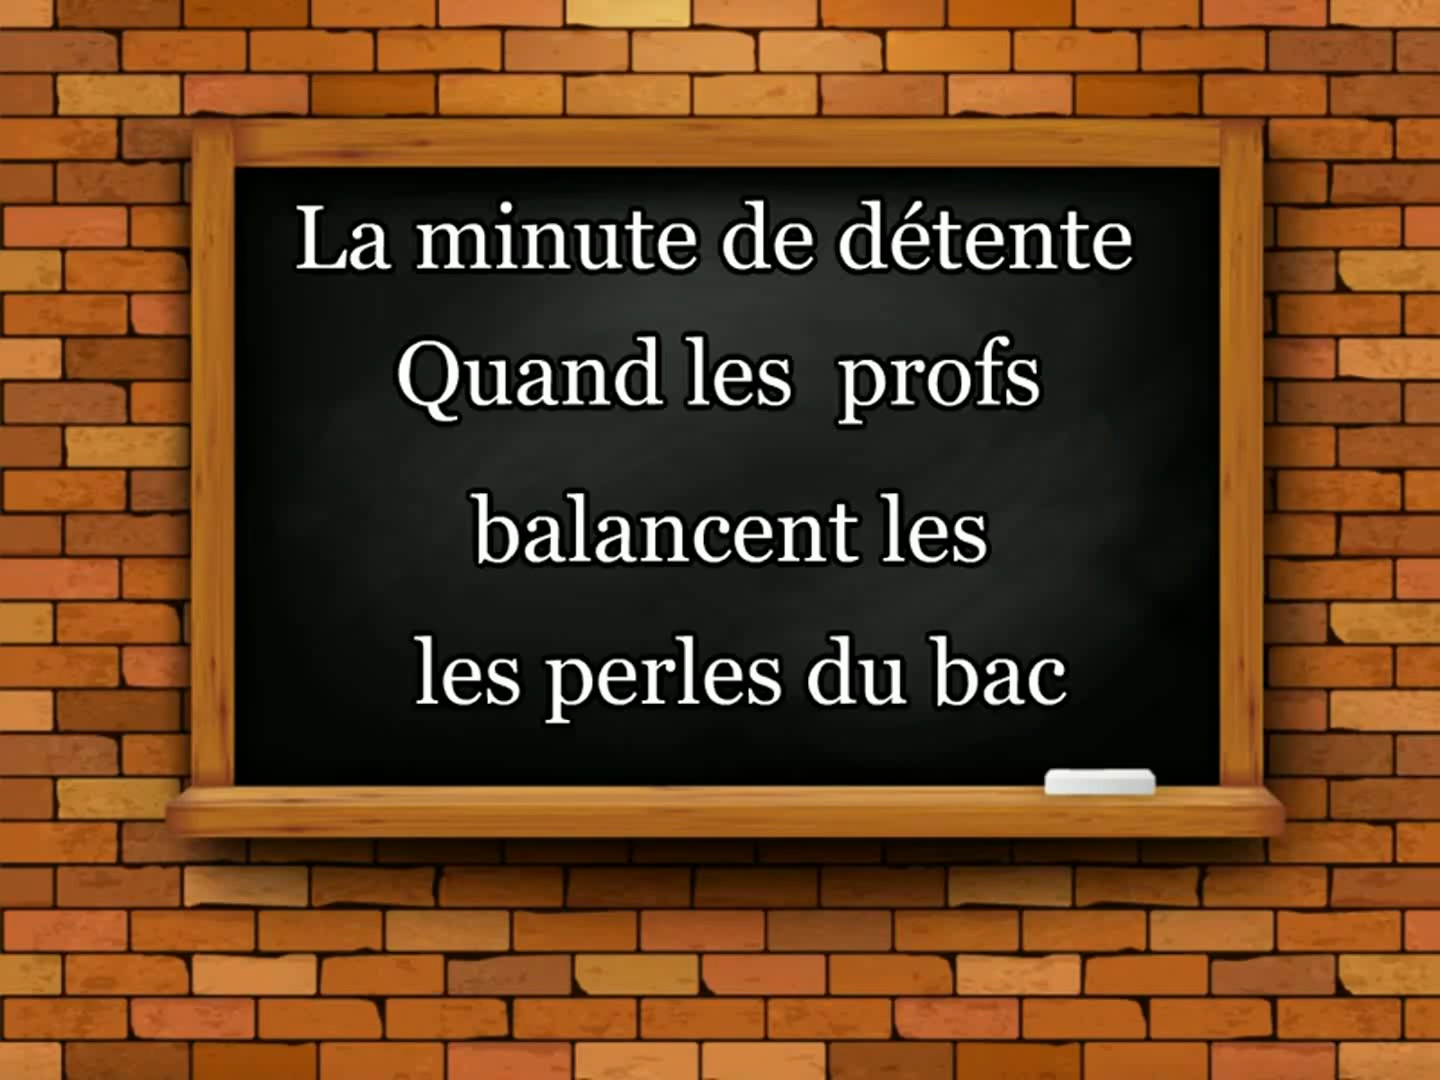 La minute de détente
Quand les profs
balancent les
les perles du bac